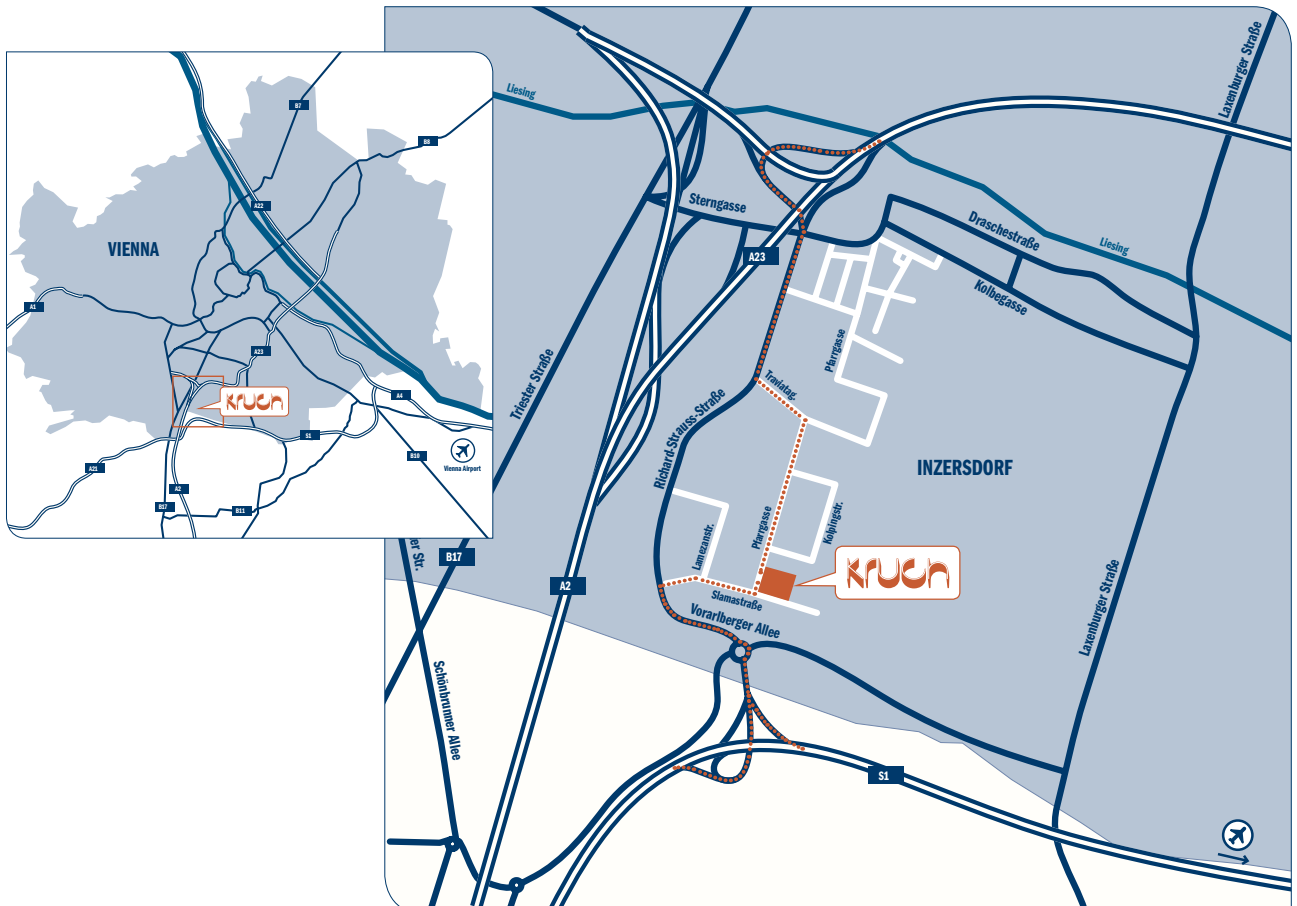 B7
B8
A22
VIENNA
A1
A23
Kruch
A4
S1
B10
Vienna Airport
A21
A2
B17
B11
Liesing
Laxenburger Straße
Sterngasse
Draschestraße
Liesing
A23
Kolbegasse
Pfarrgasse
Triester Straße
Traviatag.
Richard-Strauss-Straße
INZERSDORF
Pfarrgasse
Kolpingstr.
Lamezanstr.
er Str.
B17
A2
Kruch
Slamastraße
Vorarlberger Allee
Laxenburger Straße
Schönbrunner Allee
S1